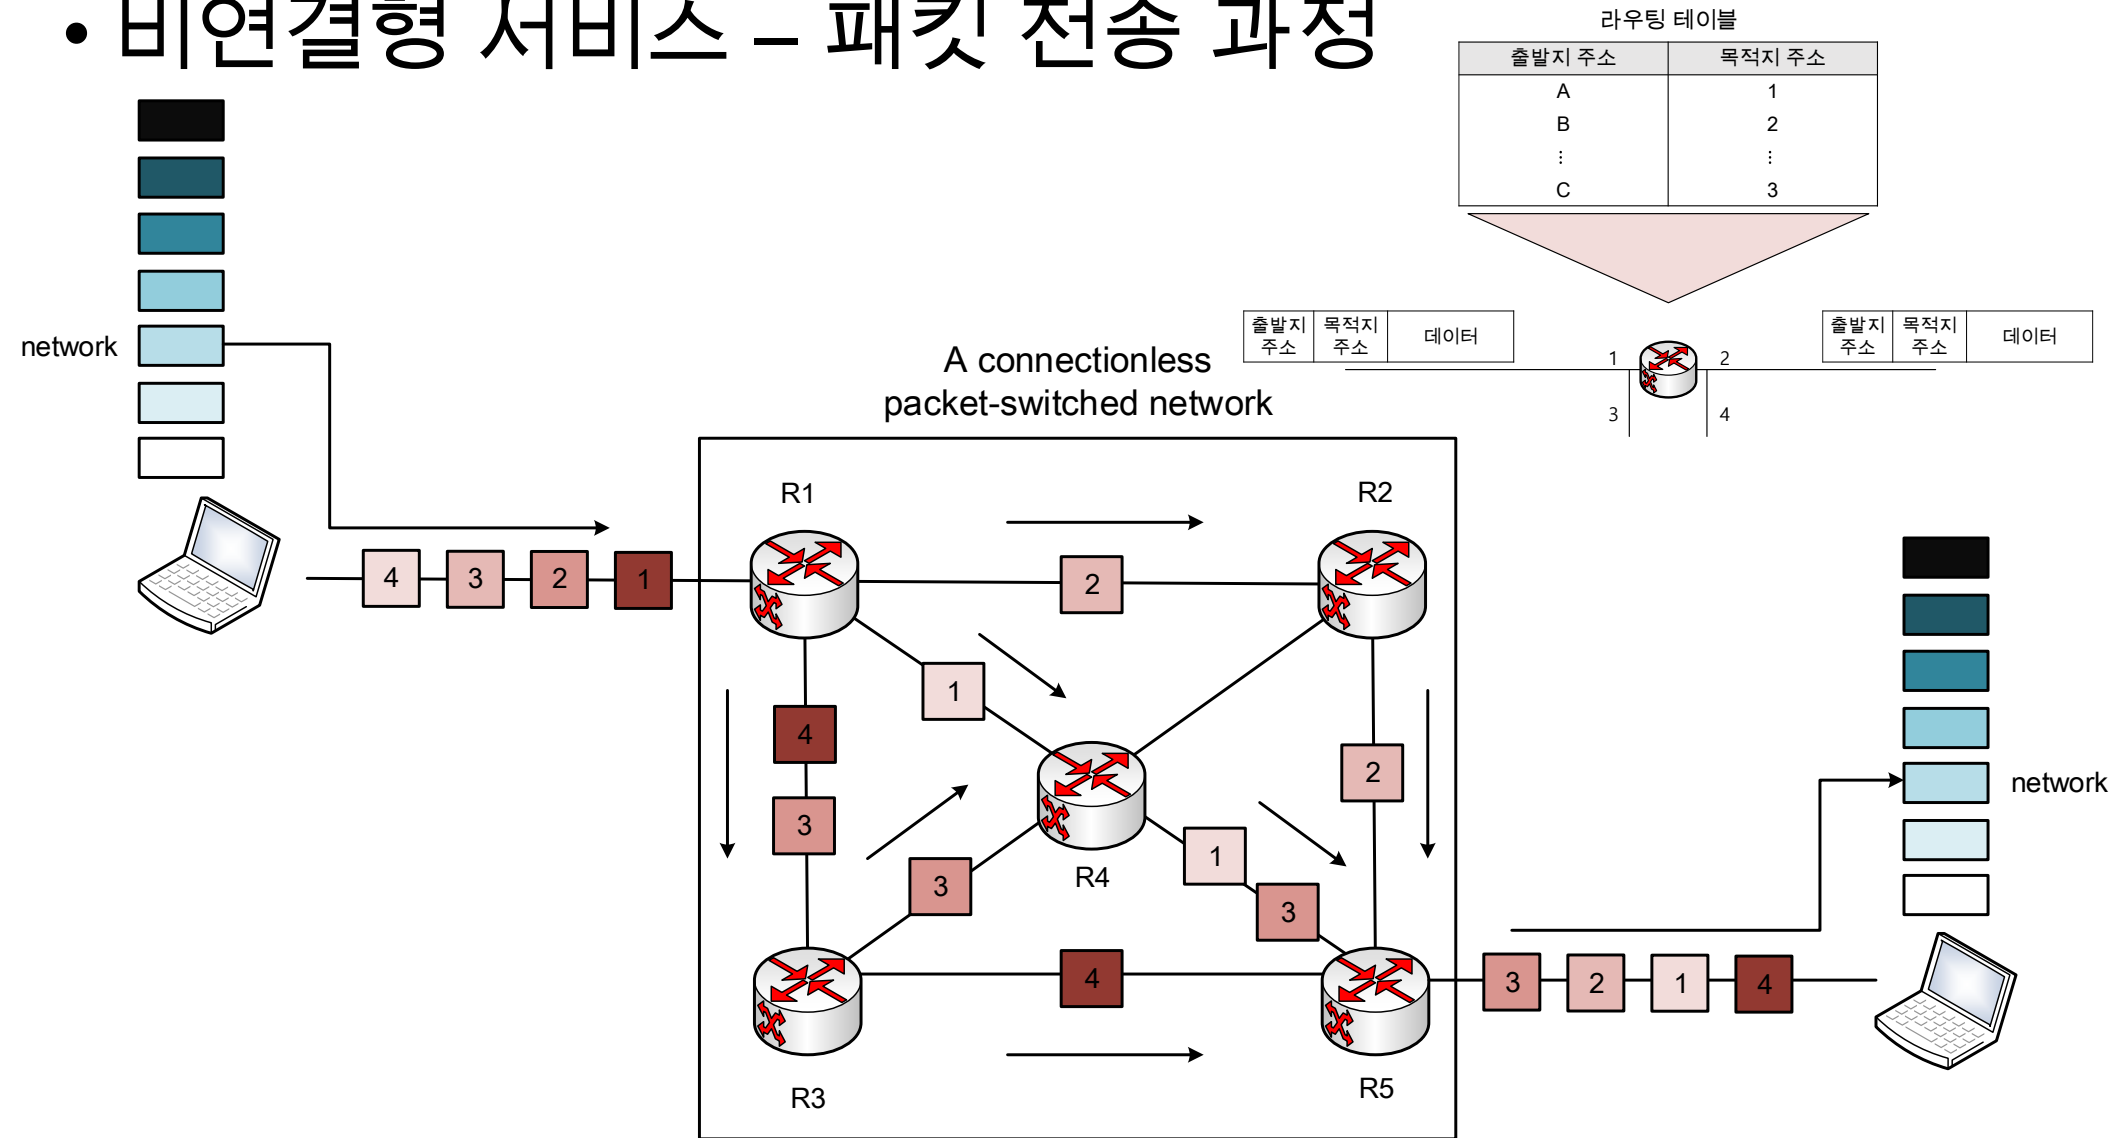 • 비연결형 서비스 – 패킷 전송 과정
라우팅 테이블
출발지 주소 목적지 주소
A 1
B 2
⋮ ⋮
C 3
출발지 주소 목적지 주소 데이터
출발지 주소 목적지 주소 데이터
1 2
3 4
network
A connectionless
packet-switched network
R1 R2
4 3 2 1
2
1
4
3
2
3
R4
1
3
4
R3
R5
3 2 1 4
network